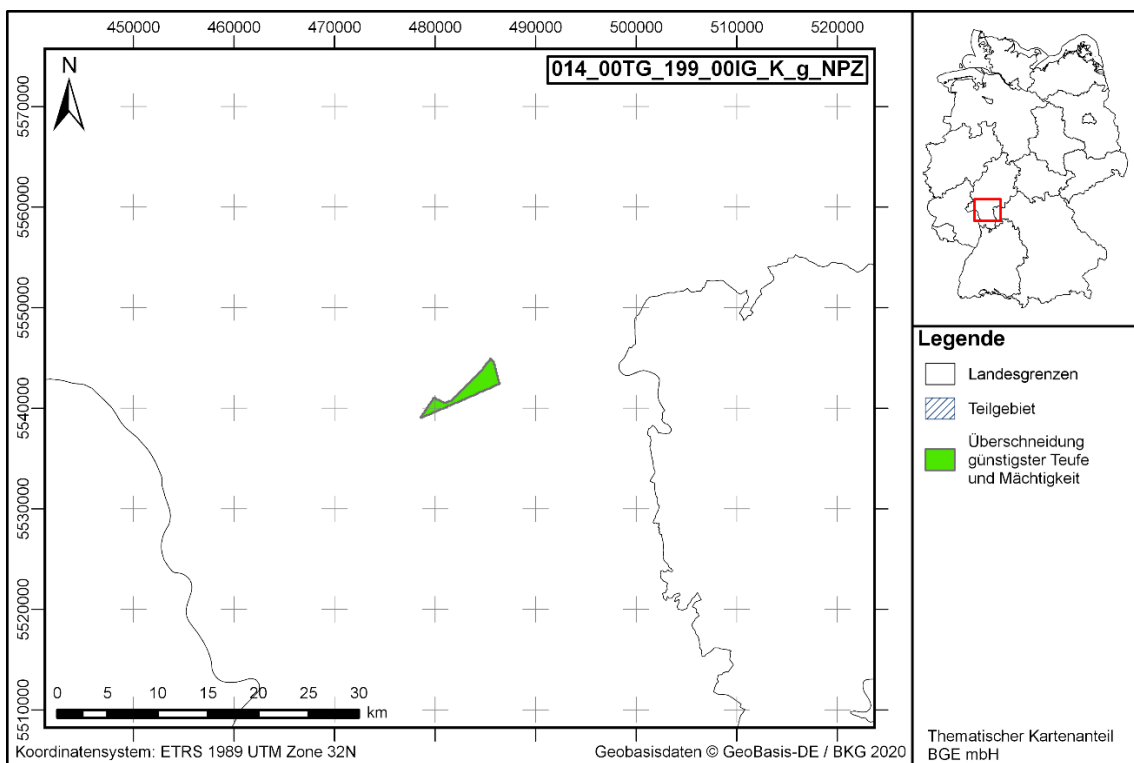 450000 460000 470000 480000 490000 500000 510000 520000
014_00TG_199_00IG_K_g_NPZ
N
5570000
5560000
5550000
5540000
5530000
5520000
5510000
0 5 10 15 20 25 30
km
Koordinatensystem: ETRS 1989 UTM Zone 32N
Geobasisdaten © GeoBasis-DE / BKG 2020
Legende
Landesgrenzen
Teilgebiet
Überschneidung
günstigster Teufe
und Mächtigkeit
Thematischer Kartenanteil
BGE mbH